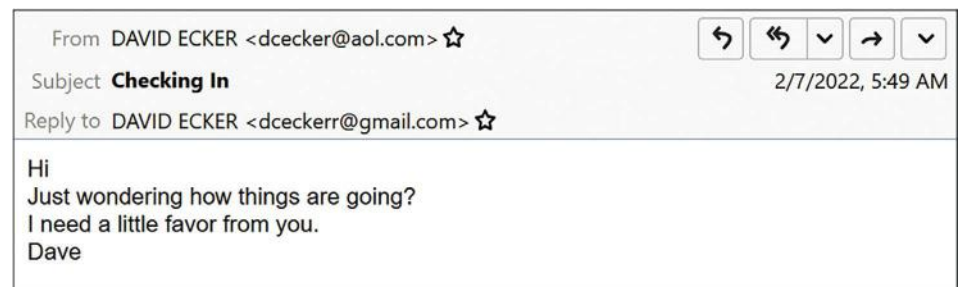 From DAVID ECKER <dcecker@aol.com>
Subject Checking In
2/7/2022, 5:49 AM
Reply to DAVID ECKER <dceckerr@gmail.com>
Hi
Just wondering how things are going?
I need a little favor from you.
Dave